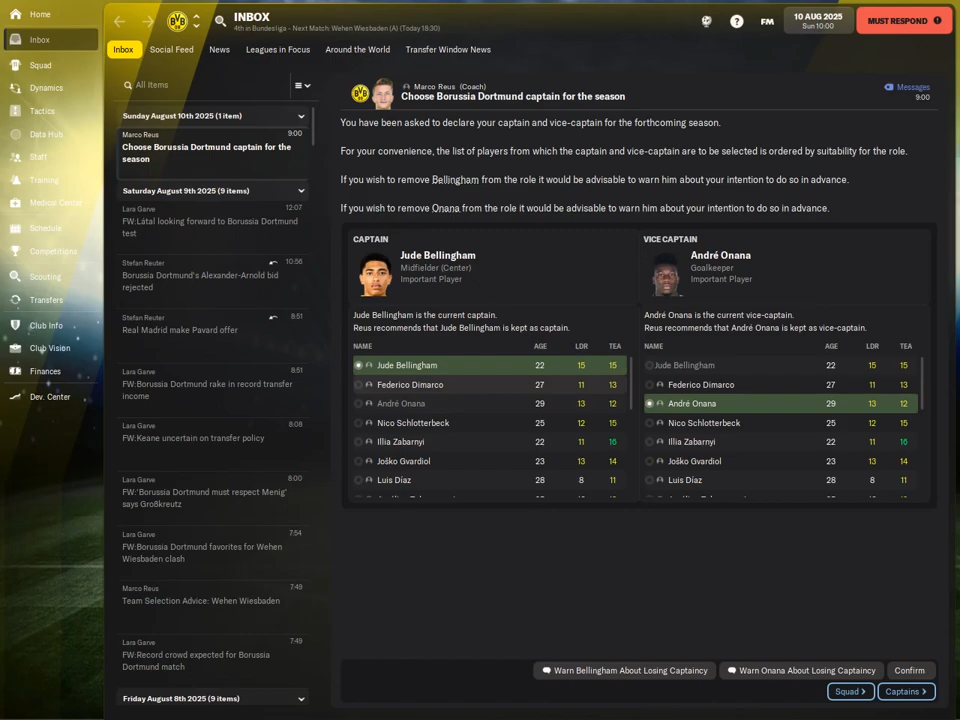 Home
Inbox
Squad
Dynamics
Tactics
Data Hub
Staff
Training
Medical Center
Schedule
Competitions
Scouting
Transfers
Club Info
Club Vision
Finances
Dev. Center
BVB
09
INBOX
4th in Bundesliga - Next Match: Wehen Wiesbaden (A) (Today 18:30)
?
FM
10 AUG 2025
Sun 10:00
MUST RESPOND
Inbox
Social Feed
News
Leagues in Focus
Around the World
Transfer Window News
All Items
Sunday August 10th 2025 (1 item)
Marco Reus 9:00
Choose Borussia Dortmund captain for the
season
Saturday August 9th 2025 (9 items)
Lara Garve 12:07
FW:Látal looking forward to Borussia Dortmund
test
Stefan Reuter 10:56
Borussia Dortmund's Alexander-Arnold bid
rejected
Stefan Reuter 8:51
Real Madrid make Pavard offer
Lara Garve 8:51
FW:Borussia Dortmund rake in record transfer
income
Lara Garve 8:08
FW:Keane uncertain on transfer policy
Lara Garve 8:00
FW:'Borussia Dortmund must respect Menig'
says Großkreutz
Lara Garve 7:54
FW:Borussia Dortmund favorites for Wehen
Wiesbaden clash
Marco Reus 7:49
Team Selection Advice: Wehen Wiesbaden
Lara Garve 7:49
FW:Record crowd expected for Borussia
Dortmund match
Friday August 8th 2025 (9 items)
Marco Reus (Coach)
Choose Borussia Dortmund captain for the season
Messages
9:00
You have been asked to declare your captain and vice-captain for the forthcoming season.
For your convenience, the list of players from which the captain and vice-captain are to be selected is ordered by suitability for the role.
If you wish to remove Bellingham from the role it would be advisable to warn him about your intention to do so in advance.
If you wish to remove Onana from the role it would be advisable to warn him about your intention to do so in advance.
CAPTAIN
Jude Bellingham
Midfielder (Center)
Important Player
Jude Bellingham is the current captain.
Reus recommends that Jude Bellingham is kept as captain.
NAME AGE LDR TEA
Jude Bellingham 22 15 15
Federico Dimarco 27 11 13
André Onana 29 13 12
Nico Schlotterbeck 25 12 15
Illia Zabarnyi 22 11 16
Joško Gvardiol 23 13 14
Luis Díaz 28 8 11
VICE CAPTAIN
André Onana
Goalkeeper
Important Player
André Onana is the current vice-captain.
Reus recommends that André Onana is kept as vice-captain.
NAME AGE LDR TEA
Jude Bellingham 22 15 15
Federico Dimarco 27 11 13
André Onana 29 13 12
Nico Schlotterbeck 25 12 15
Illia Zabarnyi 22 11 16
Joško Gvardiol 23 13 14
Luis Díaz 28 8 11
Warn Bellingham About Losing Captaincy
Warn Onana About Losing Captaincy
Confirm
Squad >
Captains >